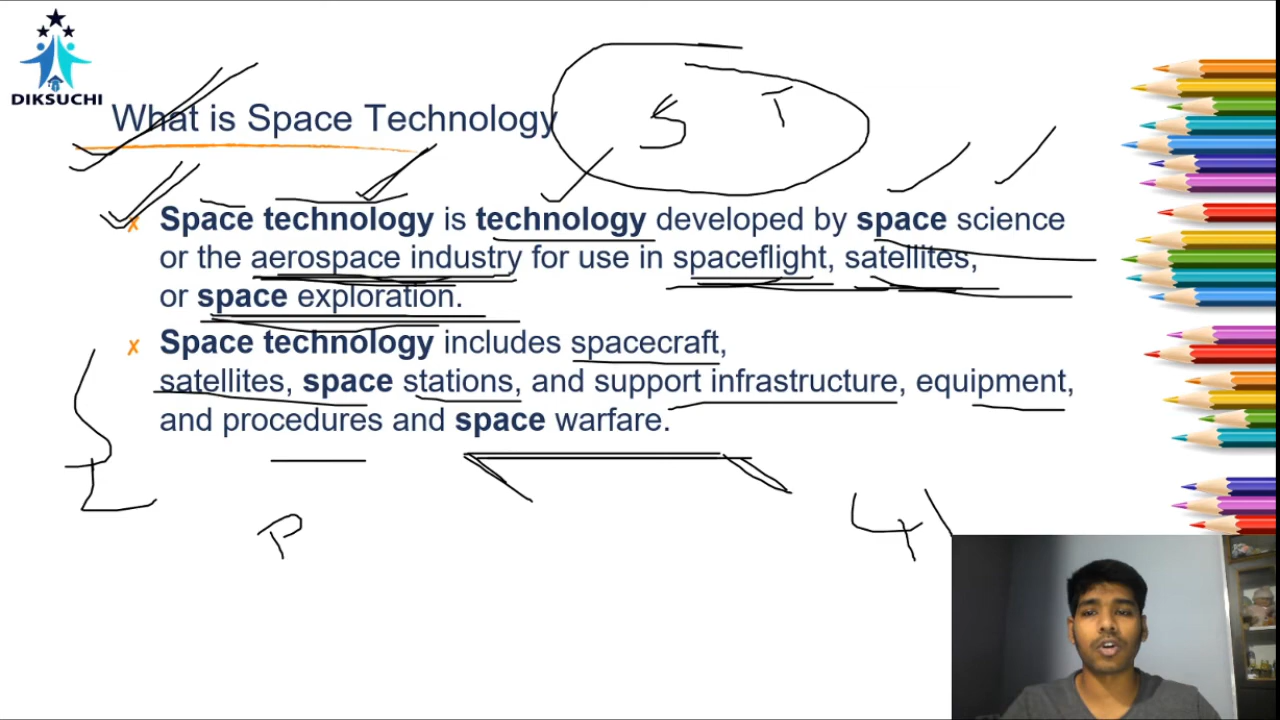 DIKSUCHI
What is Space Technology
S T
Space technology is technology developed by space science
or the aerospace industry for use in spaceflight, satellites,
or space exploration.
Space technology includes spacecraft,
satellites, space stations, and support infrastructure, equipment,
and procedures and space warfare.
P